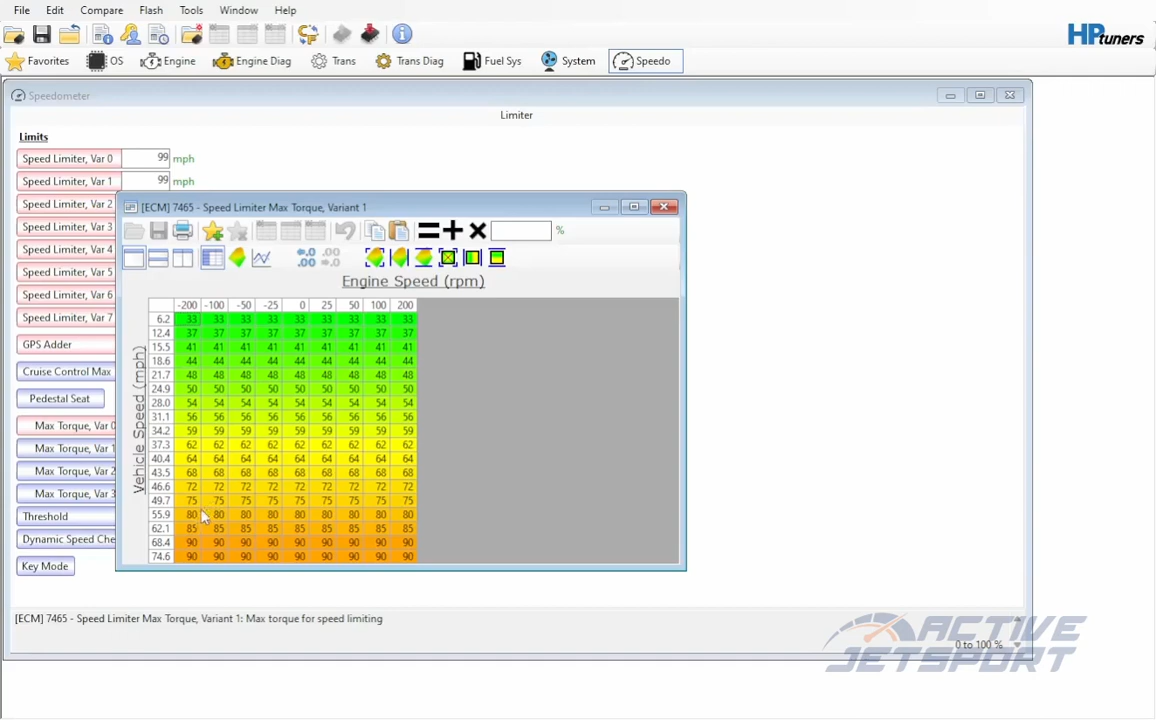 File Edit Compare Flash Tools Window Help
HPtuners
Favorites OS Engine Engine Diag Trans Trans Diag Fuel Sys System Speedo
Speedometer
Limiter
Limits
Speed Limiter, Var 0 99 mph
Speed Limiter, Var 1 99 mph
Speed Limiter, Var 2
Speed Limiter, Var 3
Speed Limiter, Var 4
Speed Limiter, Var 5
Speed Limiter, Var 6
Speed Limiter, Var 7
GPS Adder
Cruise Control Max
Pedestal Seat
Max Torque, Var 0
Max Torque, Var 1
Max Torque, Var 2
Max Torque, Var 3
Threshold
Dynamic Speed Che
Key Mode
[ECM] 7465 - Speed Limiter Max Torque, Variant 1
%
Engine Speed (rpm)
Vehicle Speed (mph)
-200 -100 -50 -25 0 25 50 100 200
6.2 33 33 33 33 33 33 33 33 33
12.4 37 37 37 37 37 37 37 37 37
15.5 41 41 41 41 41 41 41 41 41
18.6 44 44 44 44 44 44 44 44 44
21.7 48 48 48 48 48 48 48 48 48
24.9 50 50 50 50 50 50 50 50 50
28.0 54 54 54 54 54 54 54 54 54
31.1 56 56 56 56 56 56 56 56 56
34.2 59 59 59 59 59 59 59 59 59
37.3 62 62 62 62 62 62 62 62 62
40.4 64 64 64 64 64 64 64 64 64
43.5 68 68 68 68 68 68 68 68 68
46.6 72 72 72 72 72 72 72 72 72
49.7 75 75 75 75 75 75 75 75 75
55.9 80 80 80 80 80 80 80 80 80
62.1 85 85 85 85 85 85 85 85 85
68.4 90 90 90 90 90 90 90 90 90
74.6 90 90 90 90 90 90 90 90 90
[ECM] 7465 - Speed Limiter Max Torque, Variant 1: Max torque for speed limiting
0 to 100 %
ACTIVE
JETSPORT